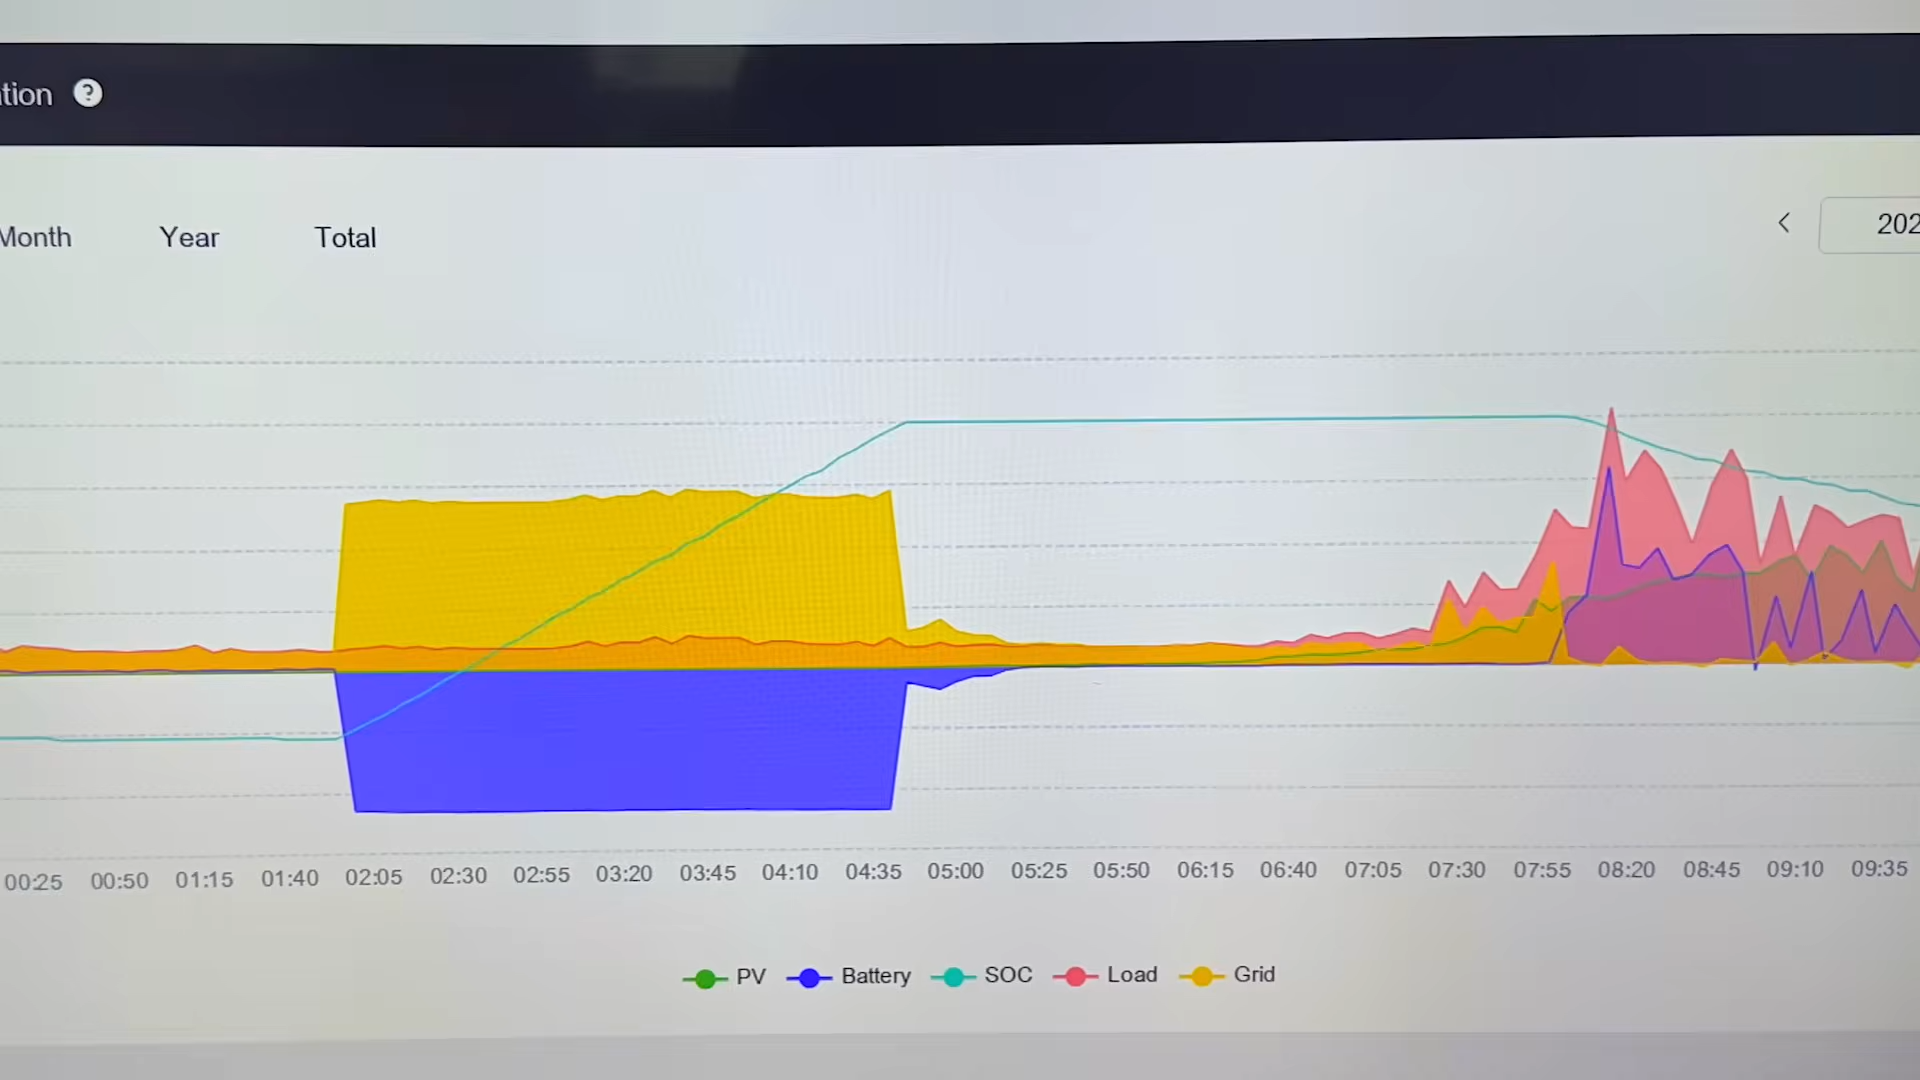 tion ?
Month Year Total
202
00:25 00:50 01:15 01:40 02:05 02:30 02:55 03:20 03:45 04:10 04:35 05:00 05:25 05:50 06:15 06:40 07:05 07:30 07:55 08:20 08:45 09:10 09:35
PV Battery SOC Load Grid